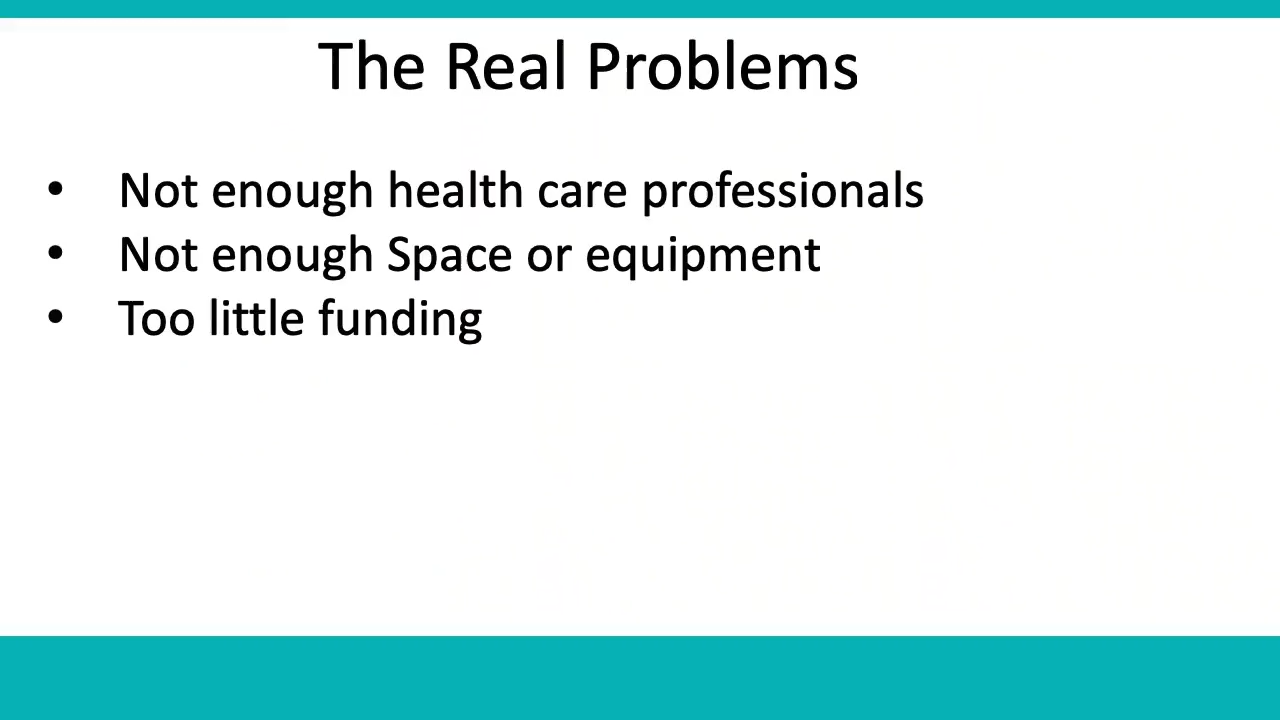 The Real Problems
• Not enough health care professionals
• Not enough Space or equipment
• Too little funding